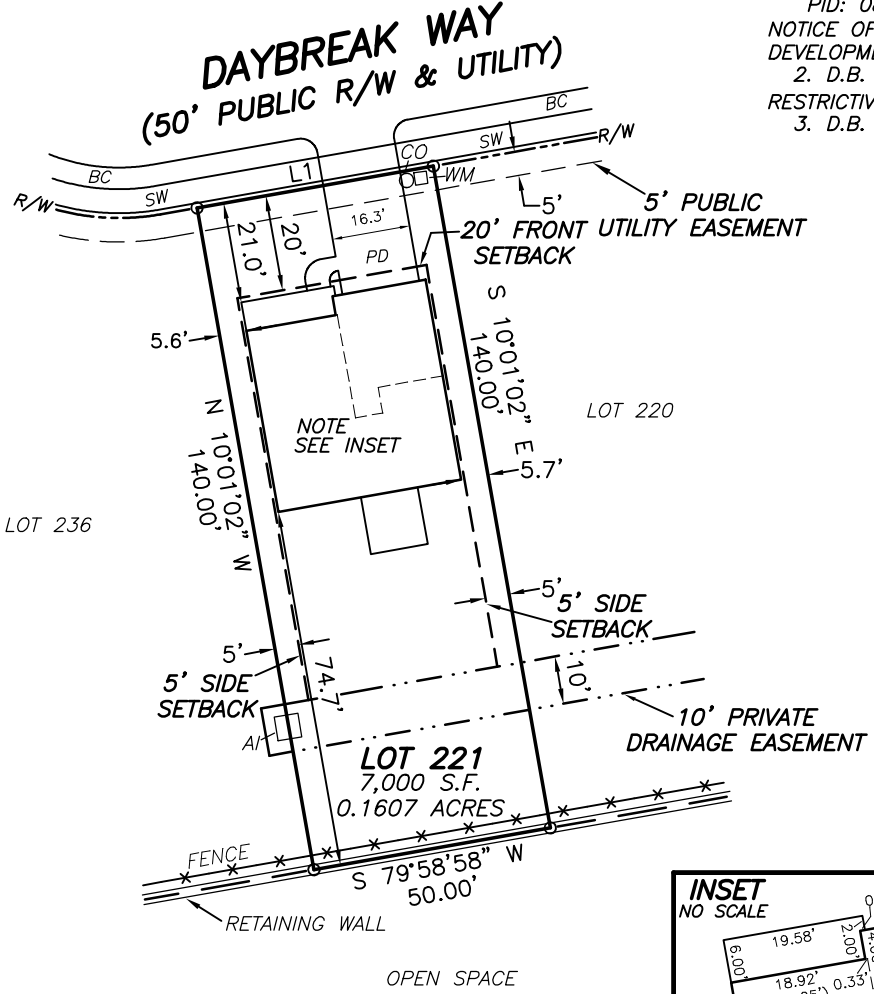 DAYBREAK WAY
(50' PUBLIC R/W & UTILITY)
PID:
NOTICE OF
2. D.B.
3. D.B.
BC
SW
R/W
BC
SW
R/W
L1
CO
WM
5'
5' PUBLIC
UTILITY EASEMENT
20' FRONT
SETBACK
16.3'
PD
21.0'
20'
5.6'
S 10°01'02" E
140.00'
LOT 220
NOTE
SEE INSET
5.7'
N 10°01'02" W
140.00'
LOT 236
5'
5' SIDE
SETBACK
5'
5' SIDE
SETBACK
74.7'
10'
10' PRIVATE
DRAINAGE EASEMENT
AI
LOT 221
7,000 S.F.
0.1607 ACRES
FENCE
S 79°58'58" W
50.00'
RETAINING WALL
OPEN SPACE
INSET
NO SCALE
19.58'
2.00'
6.00'
18.92'
0.33'